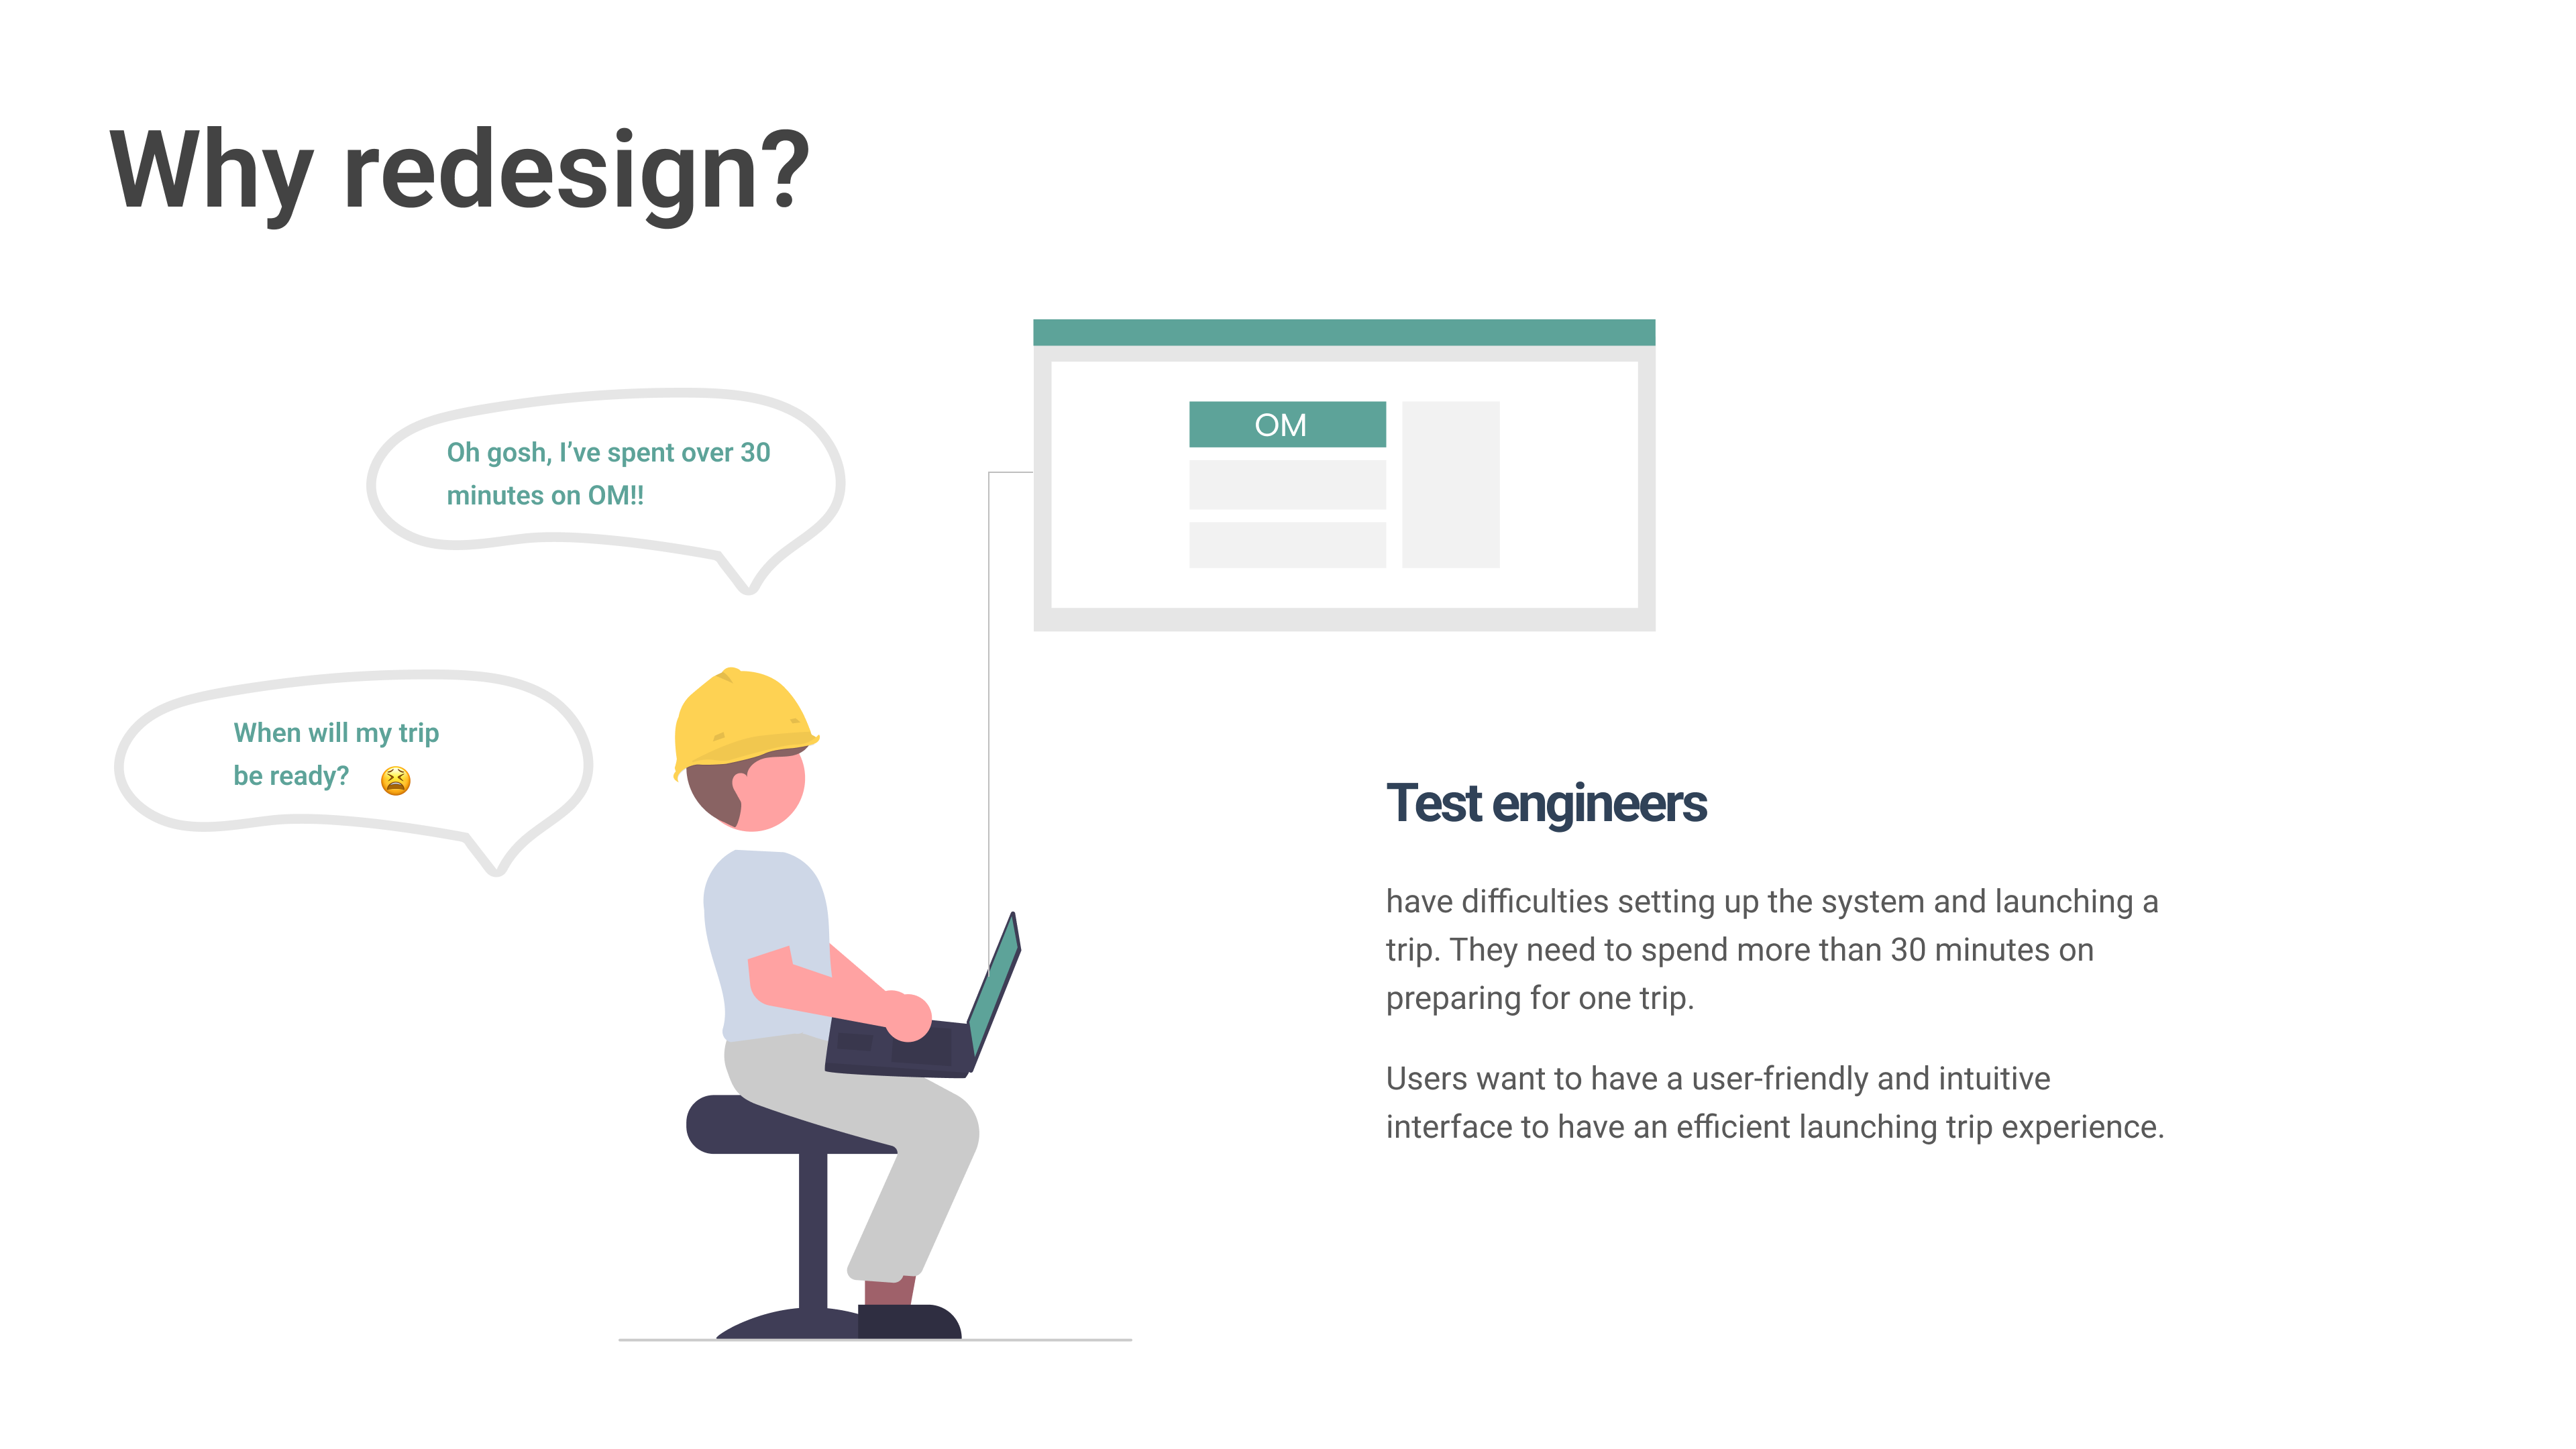 Why redesign?
OM
Oh gosh, I’ve spent over 30
minutes on OM!!
When will my trip
be ready? 😫
Test engineers
have difficulties setting up the system and launching a
trip. They need to spend more than 30 minutes on
preparing for one trip.
Users want to have a user-friendly and intuitive
interface to have an efficient launching trip experience.